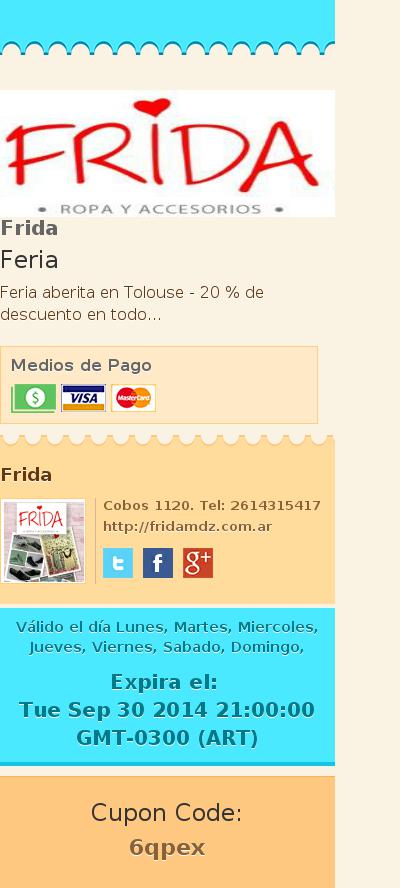 FRIDA
• ROPA Y ACCESORIOS •
Frida
Feria
Feria aberita en Tolouse - 20 % de
descuento en todo...
Medios de Pago
$ VISA MasterCard
Frida
FRIDA
Cobos 1120. Tel: 2614315417
http://fridamdz.com.ar
t f g+
Válido el día Lunes, Martes, Miercoles,
Jueves, Viernes, Sabado, Domingo,
Expira el:
Tue Sep 30 2014 21:00:00
GMT-0300 (ART)
Cupon Code:
6qpex